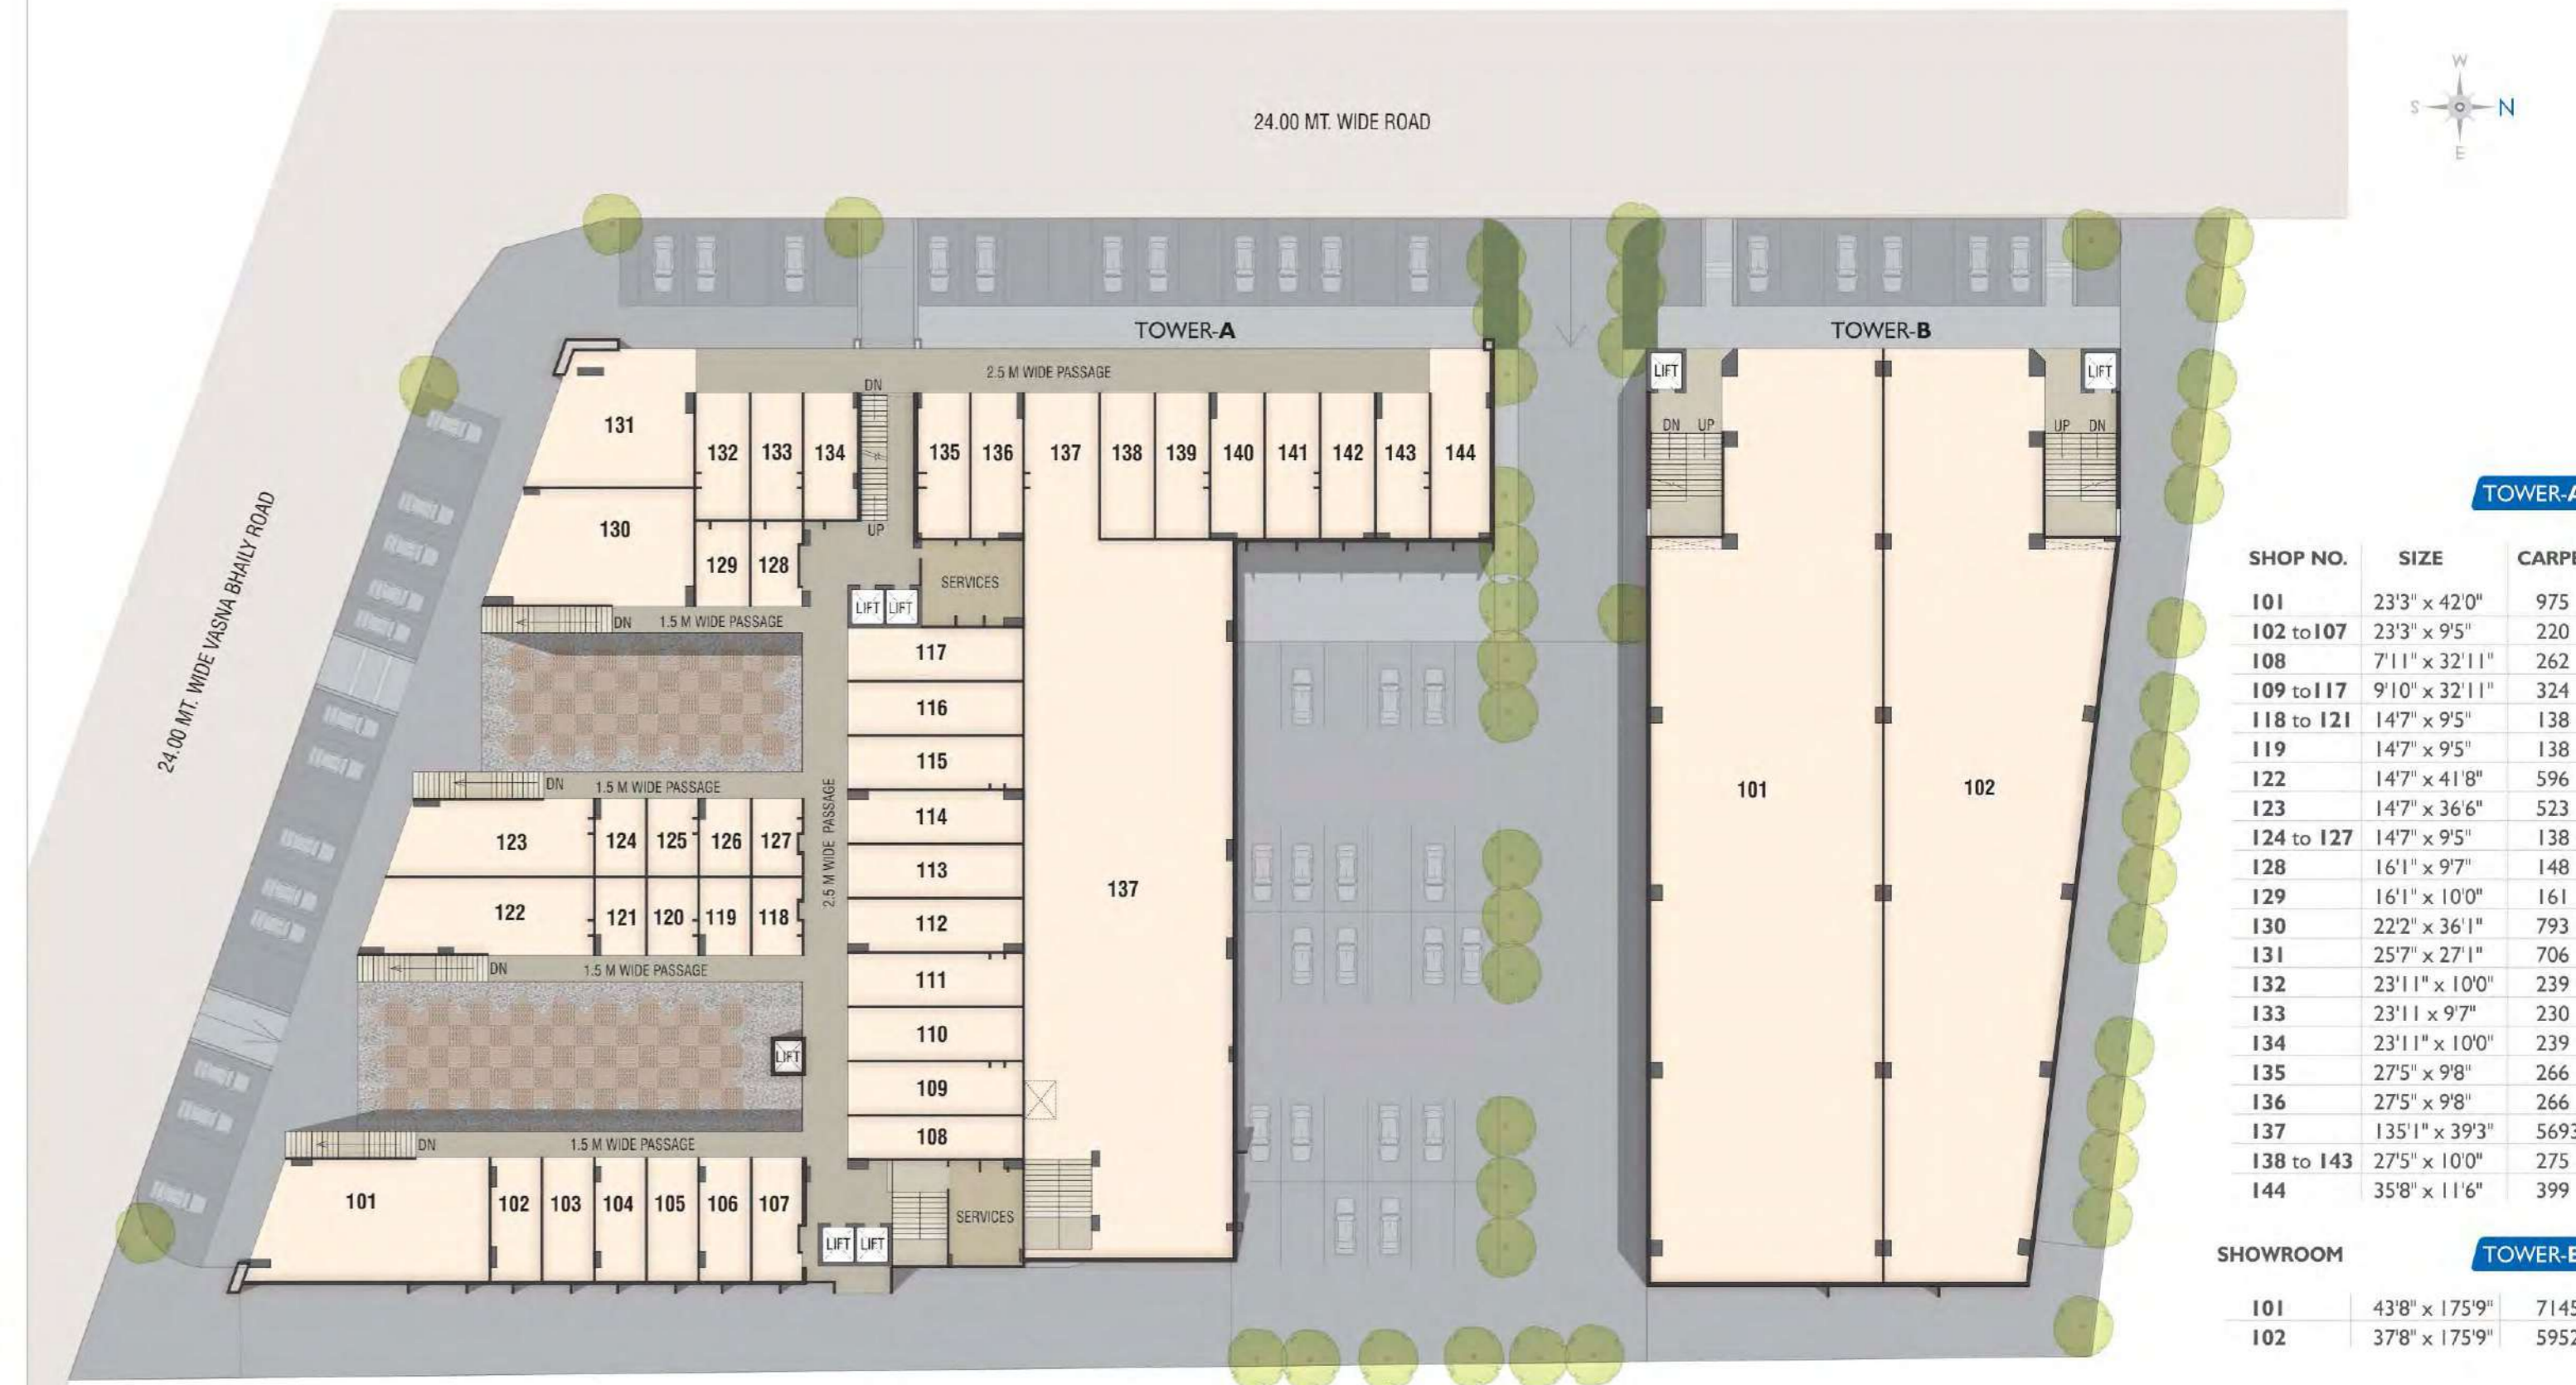 24.00 MT. WIDE ROAD
W
S N
E
24.00 MT. WIDE VASNA BHAILY ROAD
TOWER-A
TOWER-B
2.5 M WIDE PASSAGE
LIFT
LIFT
DN
DN UP
UP DN
131
132 133 134
135 136 137 138 139 140 141 142 143 144
UP
130
129 128
SERVICES
LIFT LIFT
DN 1.5 M WIDE PASSAGE
117
116
115
DN 1.5 M WIDE PASSAGE
2.5 M WIDE PASSAGE
114
123 124 125 126 127
113
137
112
122 121 120 119 118
DN 1.5 M WIDE PASSAGE
111
110
LIFT
109
108
DN 1.5 M WIDE PASSAGE
101 102 103 104 105 106 107
SERVICES
LIFT LIFT
101
102
TOWER-A
SHOP NO. SIZE CARPE
101 23'3" x 42'0" 975
102 to107 23'3" x 9'5" 220
108 7'11" x 32'11" 262
109 to117 9'10" x 32'11" 324
118 to 121 14'7" x 9'5" 138
119 14'7" x 9'5" 138
122 14'7" x 41'8" 596
123 14'7" x 36'6" 523
124 to 127 14'7" x 9'5" 138
128 16'1" x 9'7" 148
129 16'1" x 10'0" 161
130 22'2" x 36'1" 793
131 25'7" x 27'1" 706
132 23'11" x 10'0" 239
133 23'11 x 9'7" 230
134 23'11" x 10'0" 239
135 27'5" x 9'8" 266
136 27'5" x 9'8" 266
137 135'1" x 39'3" 5693
138 to 143 27'5" x 10'0" 275
144 35'8" x 11'6" 399
SHOWROOM TOWER-B
101 43'8" x 175'9" 7145
102 37'8" x 175'9" 5952